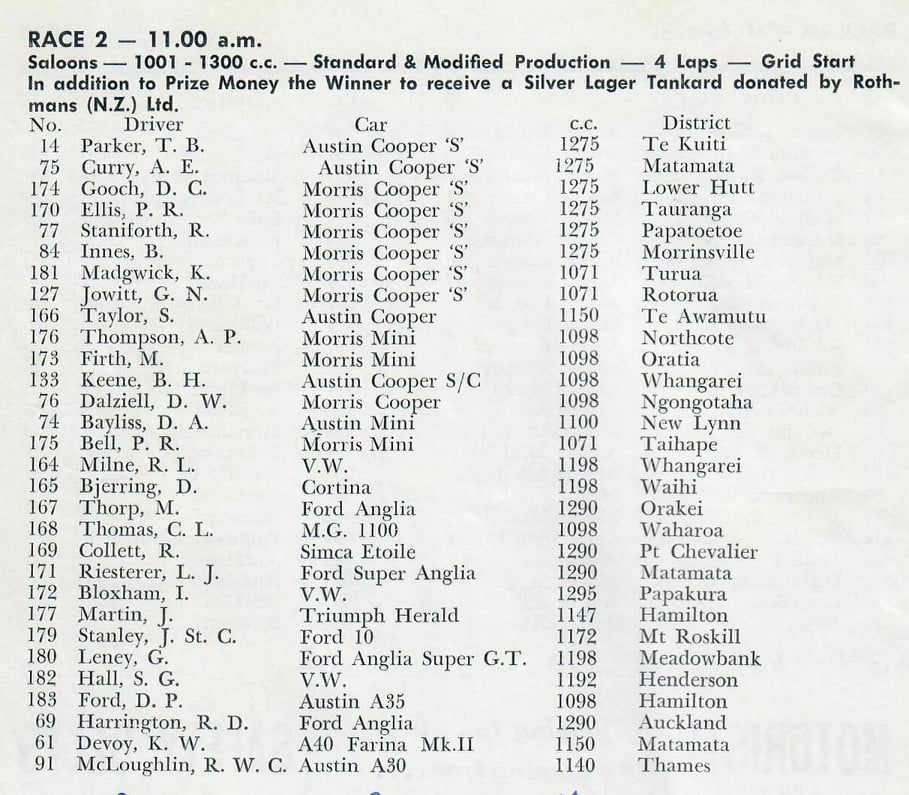 RACE 2 — 11.00 a.m.
Saloons — 1001 - 1300 c.c. — Standard & Modified Production — 4 Laps — Grid Start
In addition to Prize Money the Winner to receive a Silver Lager Tankard donated by Roth-
mans (N.Z.) Ltd.
No. Driver Car c.c. District
14 Parker, T. B. Austin Cooper ‘S’ 1275 Te Kuiti
75 Curry, A. E. Austin Cooper ‘S’ 1275 Matamata
174 Gooch, D. C. Morris Cooper ‘S’ 1275 Lower Hutt
170 Ellis, P. R. Morris Cooper ‘S’ 1275 Tauranga
77 Staniforth, R. Morris Cooper ‘S’ 1275 Papatoetoe
84 Innes, B. Morris Cooper ‘S’ 1275 Morrinsville
181 Madgwick, K. Morris Cooper ‘S’ 1071 Turua
127 Jowitt, G. N. Morris Cooper ‘S’ 1071 Rotorua
166 Taylor, S. Austin Cooper 1150 Te Awamutu
176 Thompson, A. P. Morris Mini 1098 Northcote
173 Firth, M. Morris Mini 1098 Oratia
133 Keene, B. H. Austin Cooper S/C 1098 Whangarei
76 Dalziell, D. W. Morris Cooper 1098 Ngongotaha
74 Bayliss, D. A. Austin Mini 1100 New Lynn
175 Bell, P. R. Morris Mini 1071 Taihape
164 Milne, R. L. V.W. 1198 Whangarei
165 Bjerring, D. Cortina 1198 Waihi
167 Thorp, M. Ford Anglia 1290 Orakei
168 Thomas, C. L. M.G. 1100 1098 Waharoa
169 Collett, R. Simca Etoile 1290 Pt Chevalier
171 Riesterer, L. J. Ford Super Anglia 1290 Matamata
172 Bloxham, I. V.W. 1295 Papakura
177 Martin, J. Triumph Herald 1147 Hamilton
179 Stanley, J. St. C. Ford 10 1172 Mt Roskill
180 Leney, G. Ford Anglia Super G.T. 1198 Meadowbank
182 Hall, S. G. V.W. 1192 Henderson
183 Ford, D. P. Austin A35 1098 Hamilton
69 Harrington, R. D. Ford Anglia 1290 Auckland
61 Devoy, K. W. A40 Farina Mk.II 1150 Matamata
91 McLoughlin, R. W. C. Austin A30 1140 Thames